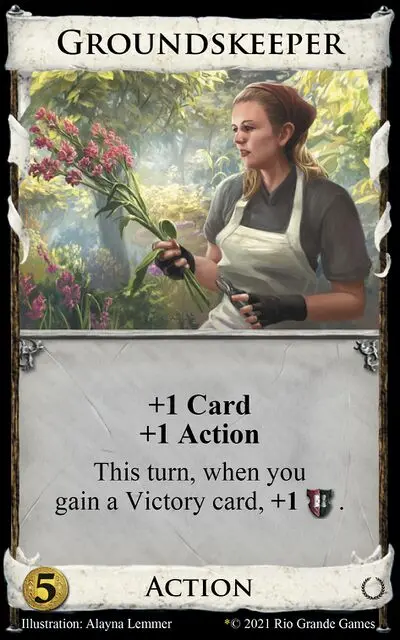 GROUNDSKEEPER
+1 Card
+1 Action
This turn, when you
gain a Victory card, +1 .
5
ACTION
Illustration: Alayna Lemmer *© 2021 Rio Grande Games